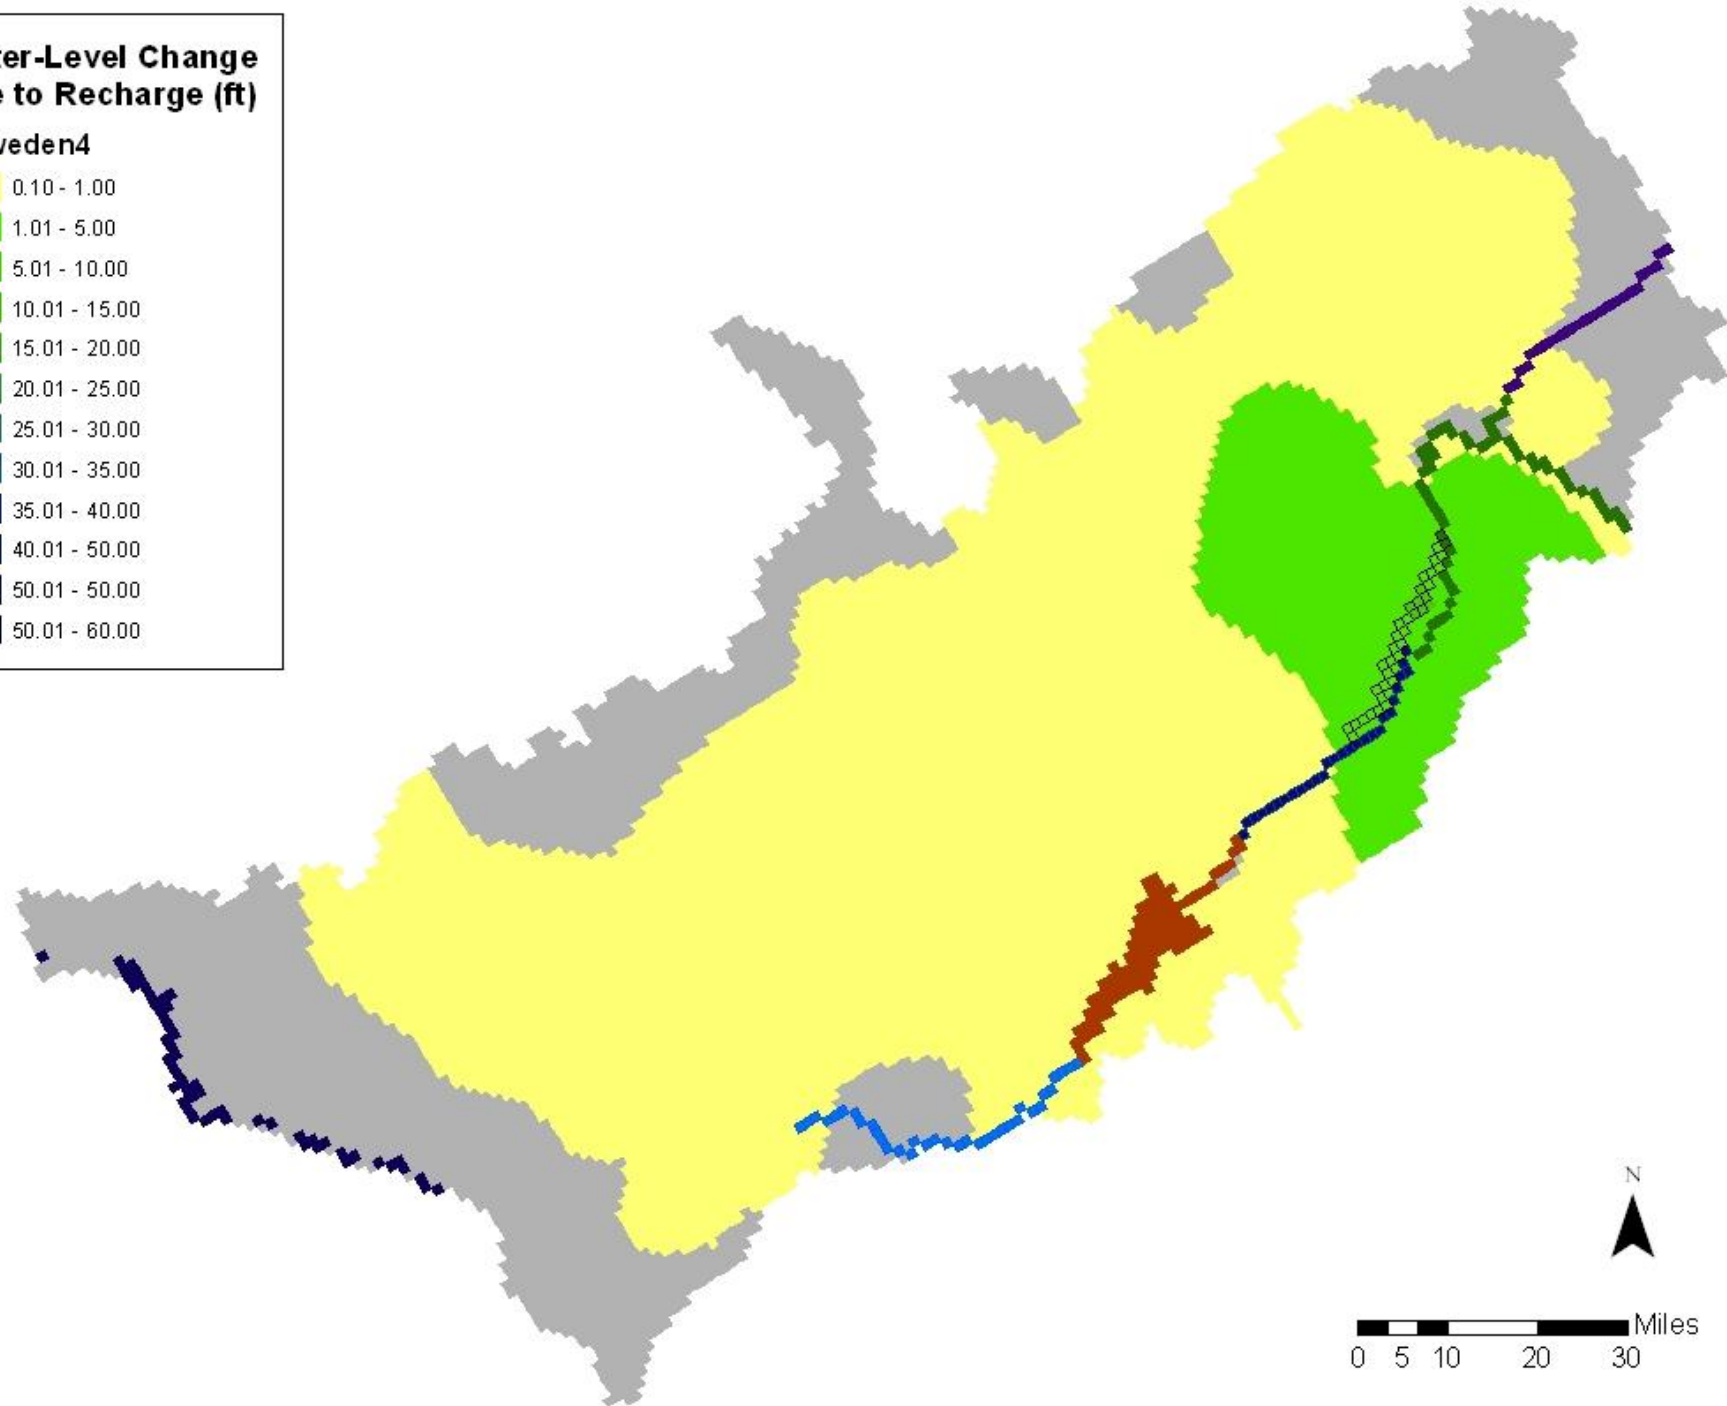 ter-Level Change
e to Recharge (ft)
weden4
0.10 - 1.00
1.01 - 5.00
5.01 - 10.00
10.01 - 15.00
15.01 - 20.00
20.01 - 25.00
25.01 - 30.00
30.01 - 35.00
35.01 - 40.00
40.01 - 50.00
50.01 - 50.00
50.01 - 60.00
N
Miles
0 5 10 20 30